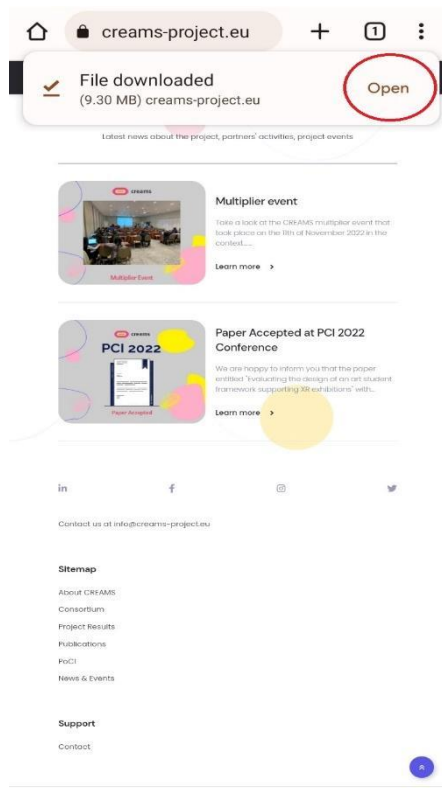 creams-project.eu
1
File downloaded
(9.30 MB) creams-project.eu
Open
Latest news about the project, partners' activities, project events
creams
Multiplier Event
Multiplier event
Take a look at the CREAMS multiplier event that
took place on the 11th of November 2022 in the
context......
Learn more >
creams
PCI 2022
Paper Accepted
Paper Accepted at PCI 2022
Conference
We are happy to inform you that the paper
entitled "Evaluating the design of an art student
framework supporting XR exhibitions" with...
Learn more >
in
f
Contact us at info@creams-project.eu
Sitemap
About CREAMS
Consortium
Project Results
Publications
PoCI
News & Events
Support
Contact